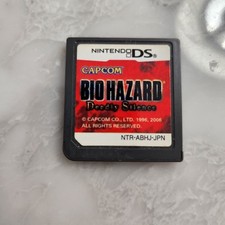 NINTENDO DS
CAPCOM
BIOHAZARD
Deadly Silence
© CAPCOM CO., LTD. 1996, 2006
ALL RIGHTS RESERVED.
NTR-ABHJ-JPN